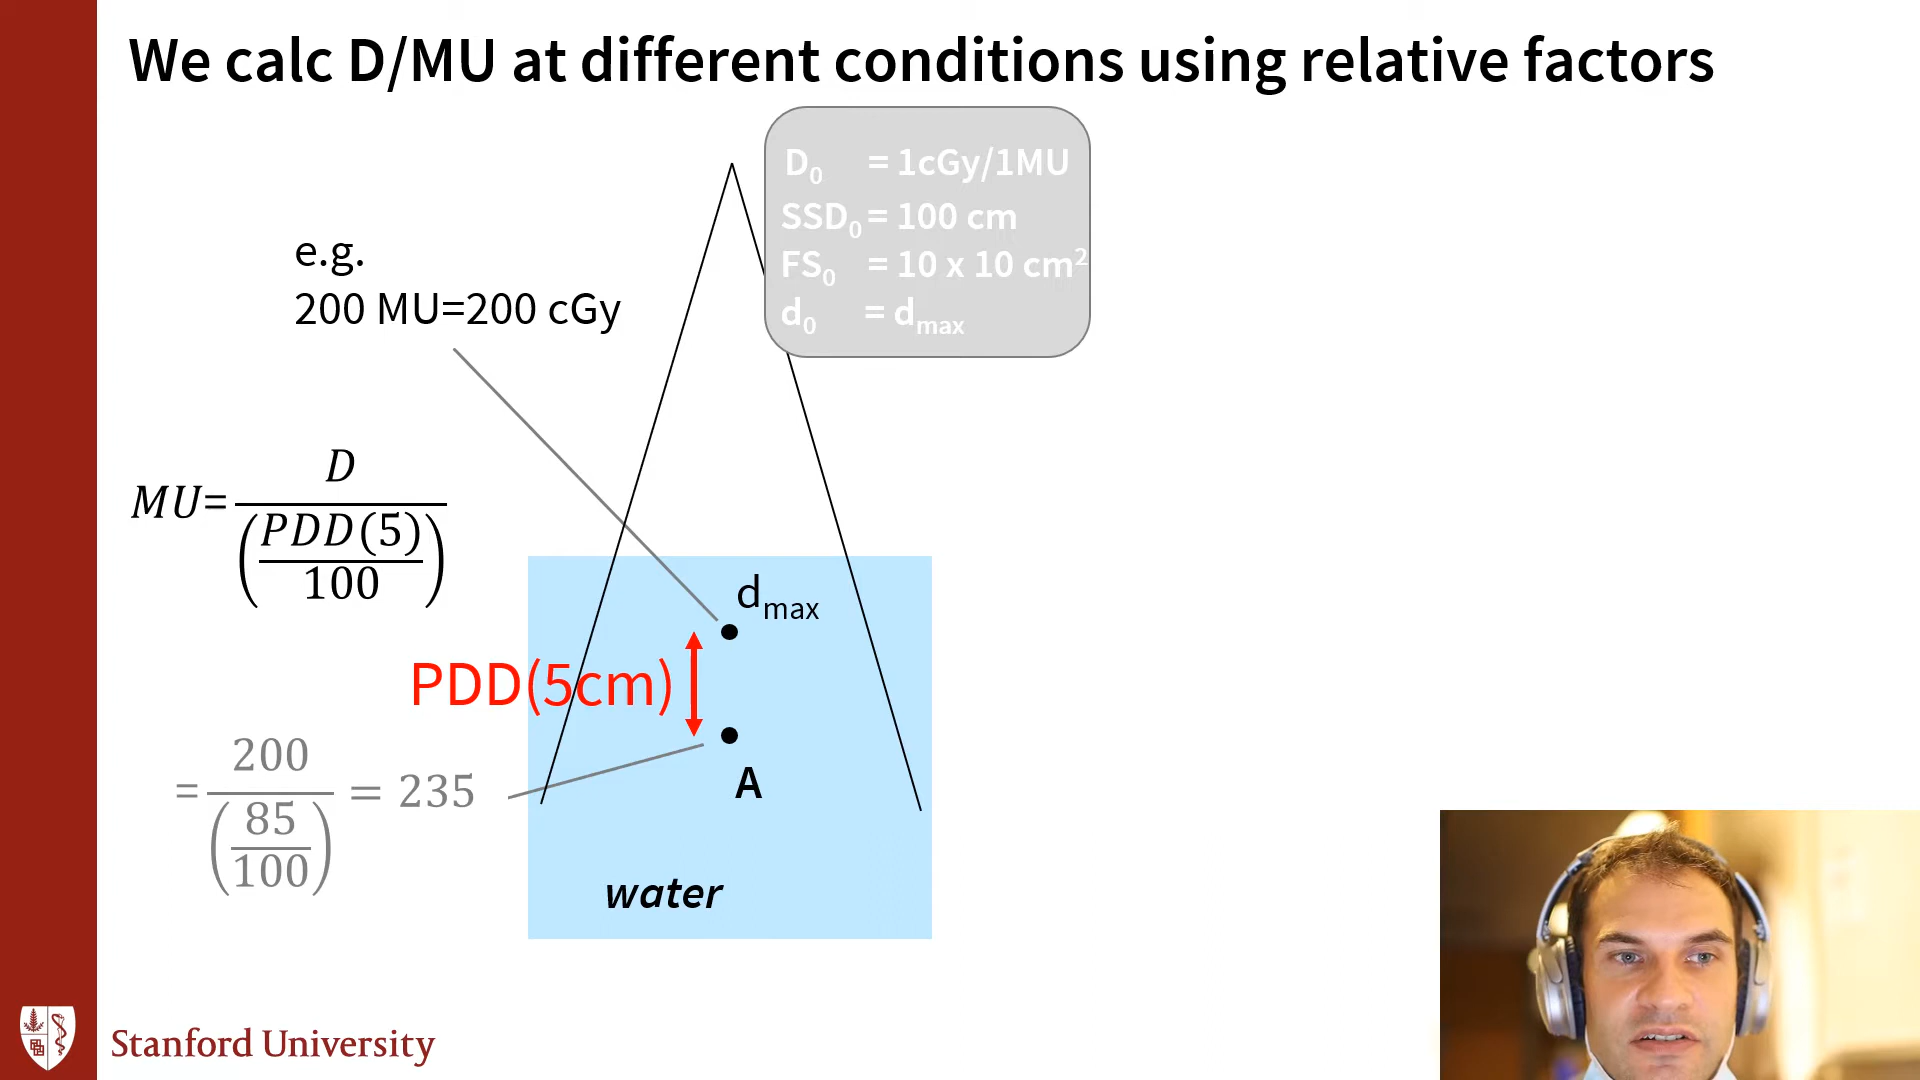 We calc D/MU at different conditions using relative factors
D0 = 1cGy/1MU
SSD0 = 100 cm
FS0 = 10 x 10 cm²
d0 = dmax
e.g.
200 MU=200 cGy
MU= D / (PDD(5) / 100)
dmax
PDD(5cm)
= 200 / (85 / 100) = 235
A
water
Stanford University